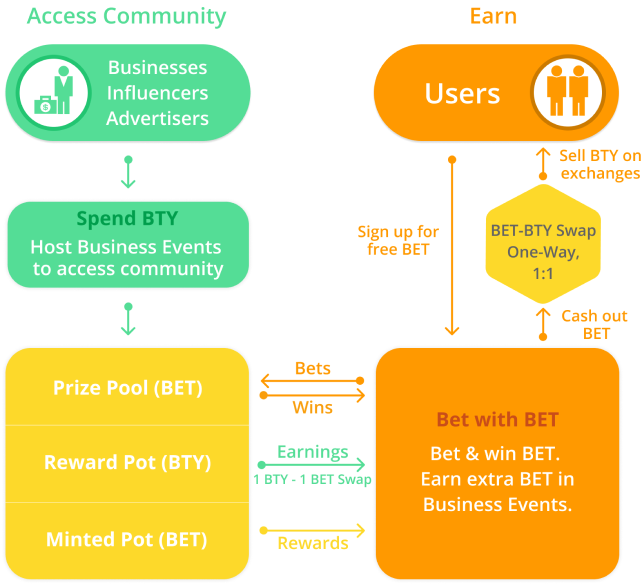 Access Community
Businesses
Influencers
Advertisers
$
Spend BTY
Host Business Events
to access community
Prize Pool (BET)
Reward Pot (BTY)
Minted Pot (BET)
Bets
Wins
Earnings
1 BTY - 1 BET Swap
Rewards
Earn
Users
Sign up for
free BET
Sell BTY on
exchanges
BET-BTY Swap
One-Way,
1:1
Cash out
BET
Bet with BET
Bet & win BET.
Earn extra BET in
Business Events.